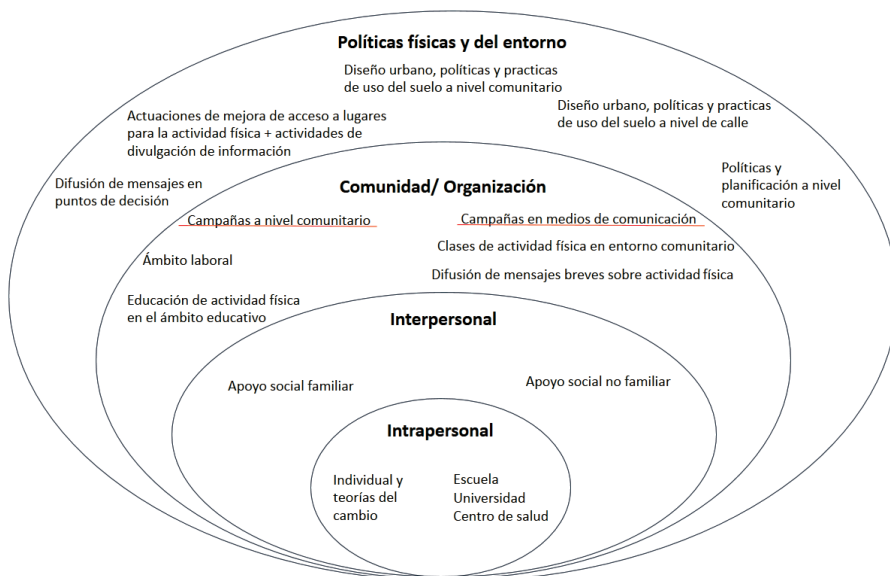 Políticas físicas y del entorno
Diseño urbano, políticas y practicas
de uso del suelo a nivel comunitario
Diseño urbano, políticas y practicas
de uso del suelo a nivel de calle
Actuaciones de mejora de acceso a lugares
para la actividad física + actividades de
divulgación de información
Políticas y
planificación a nivel
comunitario
Difusión de mensajes en
puntos de decisión
Comunidad/ Organización
Campañas a nivel comunitario
Campañas en medios de comunicación
Clases de actividad física en entorno comunitario
Ámbito laboral
Difusión de mensajes breves sobre actividad física
Educación de actividad física
en el ámbito educativo
Interpersonal
Apoyo social familiar
Apoyo social no familiar
Intrapersonal
Individual y
teorías del
cambio
Escuela
Universidad
Centro de salud